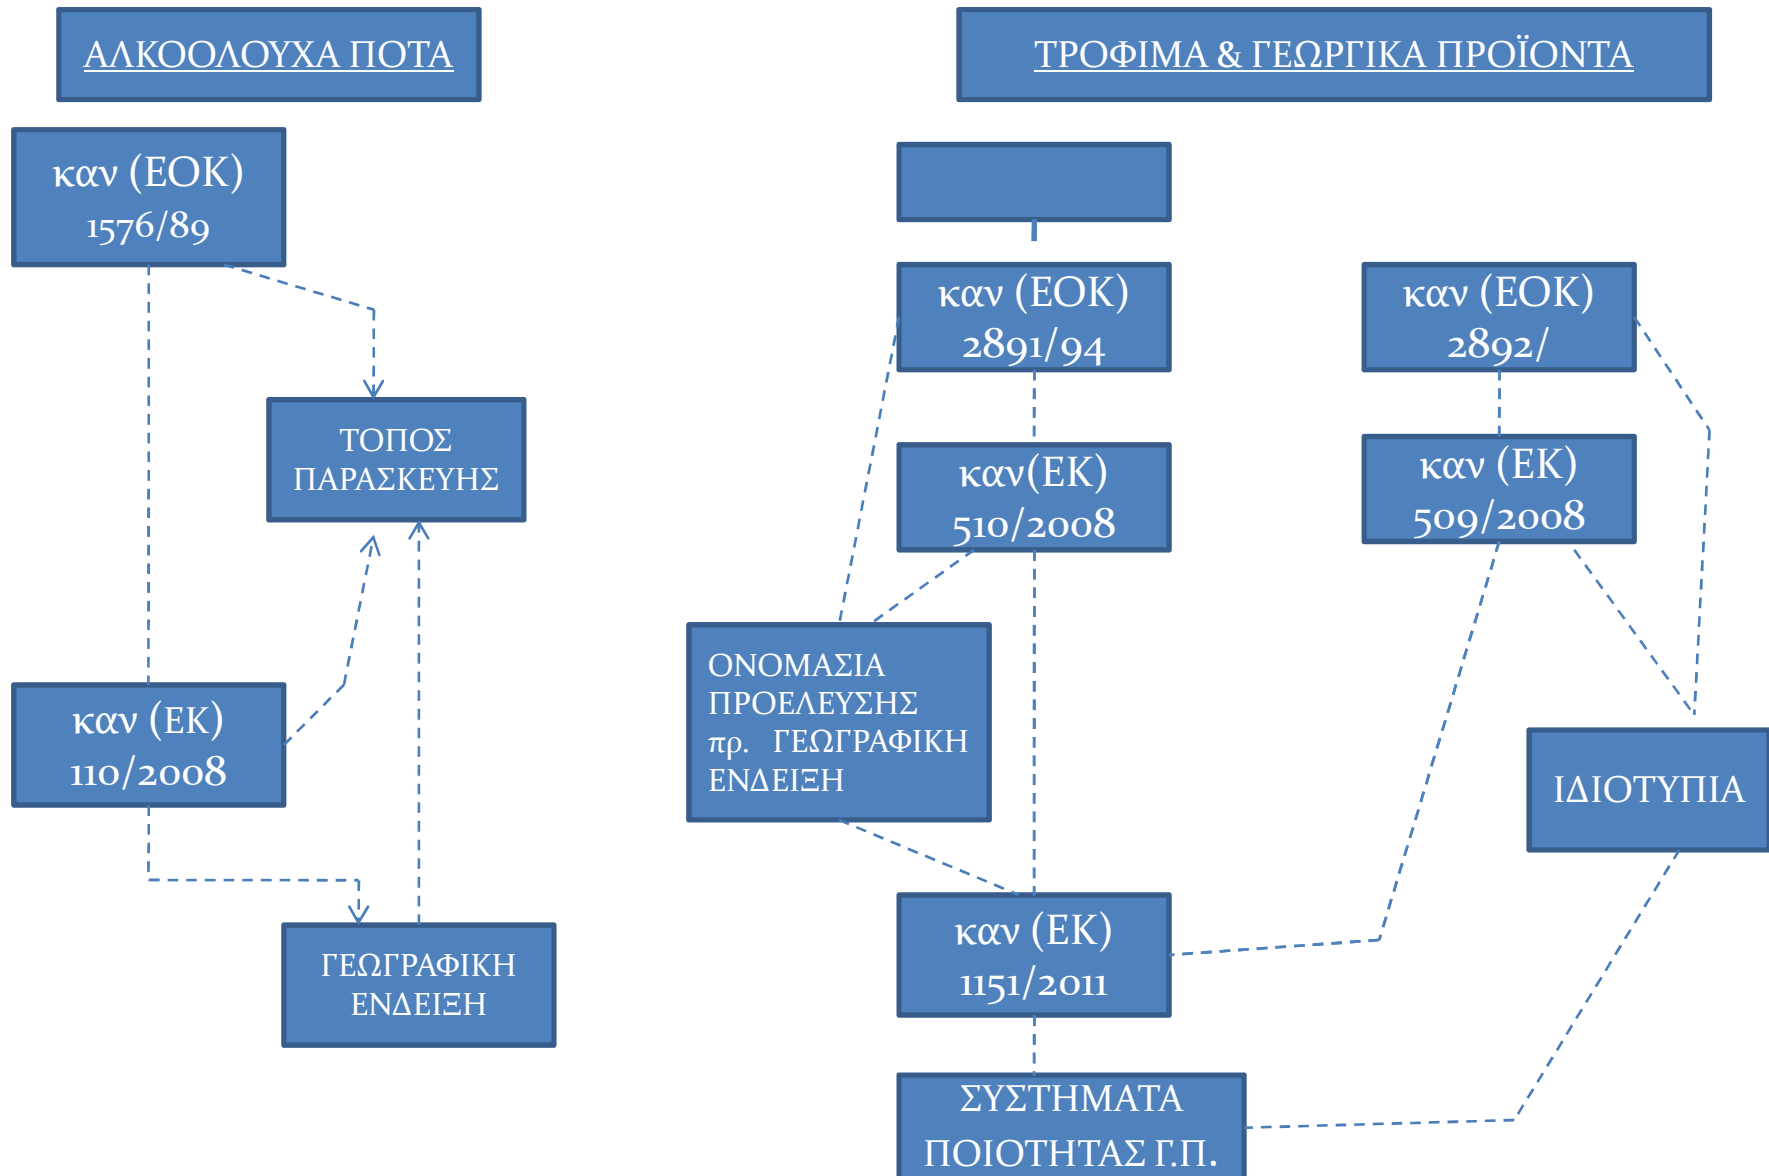 ΑΛΚΟΟΛΟΥΧΑ ΠΟΤΑ
καν (ΕΟΚ)
1576/89
ΤΟΠΟΣ
ΠΑΡΑΣΚΕΥΗΣ
καν (ΕΚ)
110/2008
ΓΕΩΓΡΑΦΙΚΗ
ΕΝΔΕΙΞΗ
ΤΡΟΦΙΜΑ & ΓΕΩΡΓΙΚΑ ΠΡΟΪΟΝΤΑ
καν (ΕΟΚ)
2891/94
καν (ΕΟΚ)
2892/
καν(ΕΚ)
510/2008
καν (ΕΚ)
509/2008
ΟΝΟΜΑΣΙΑ
ΠΡΟΕΛΕΥΣΗΣ
πρ. ΓΕΩΓΡΑΦΙΚΗ
ΕΝΔΕΙΞΗ
ΙΔΙΟΤΥΠΙΑ
καν (ΕΚ)
1151/2011
ΣΥΣΤΗΜΑΤΑ
ΠΟΙΟΤΗΤΑΣ Γ.Π.